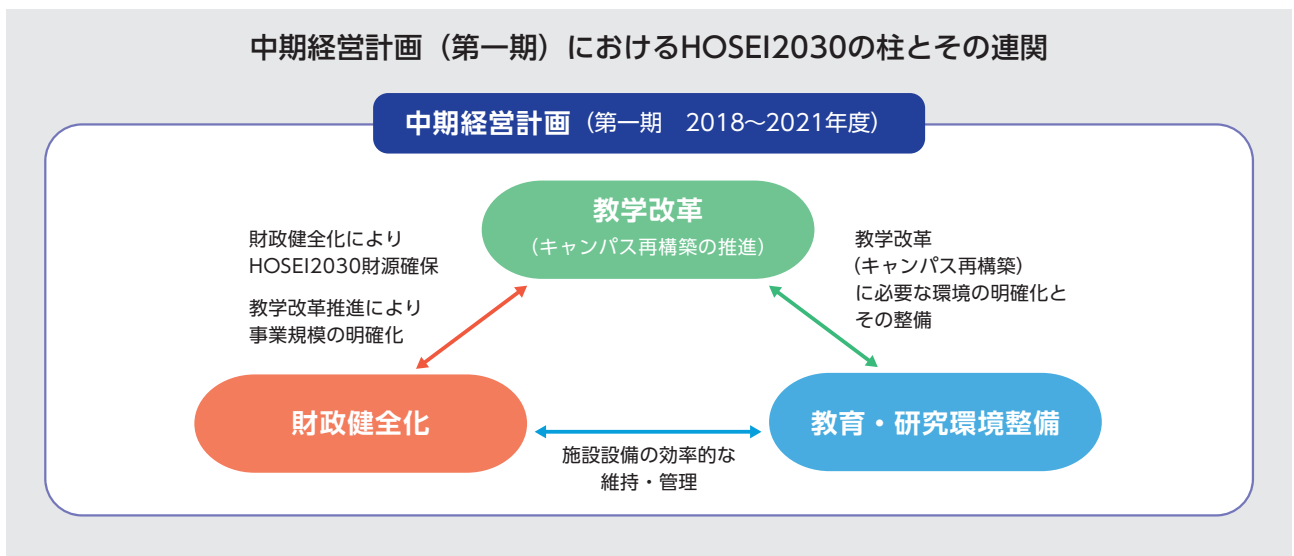 中期経営計画（第一期）におけるHOSEI2030の柱とその連関
中期経営計画（第一期　2018～2021年度）
教学改革
（キャンパス再構築の推進）
財政健全化により
HOSEI2030財源確保
教学改革推進により
事業規模の明確化
教学改革
(キャンパス再構築)
に必要な環境の明確化と
その整備
財政健全化
教育・研究環境整備
施設設備の効率的な
維持・管理